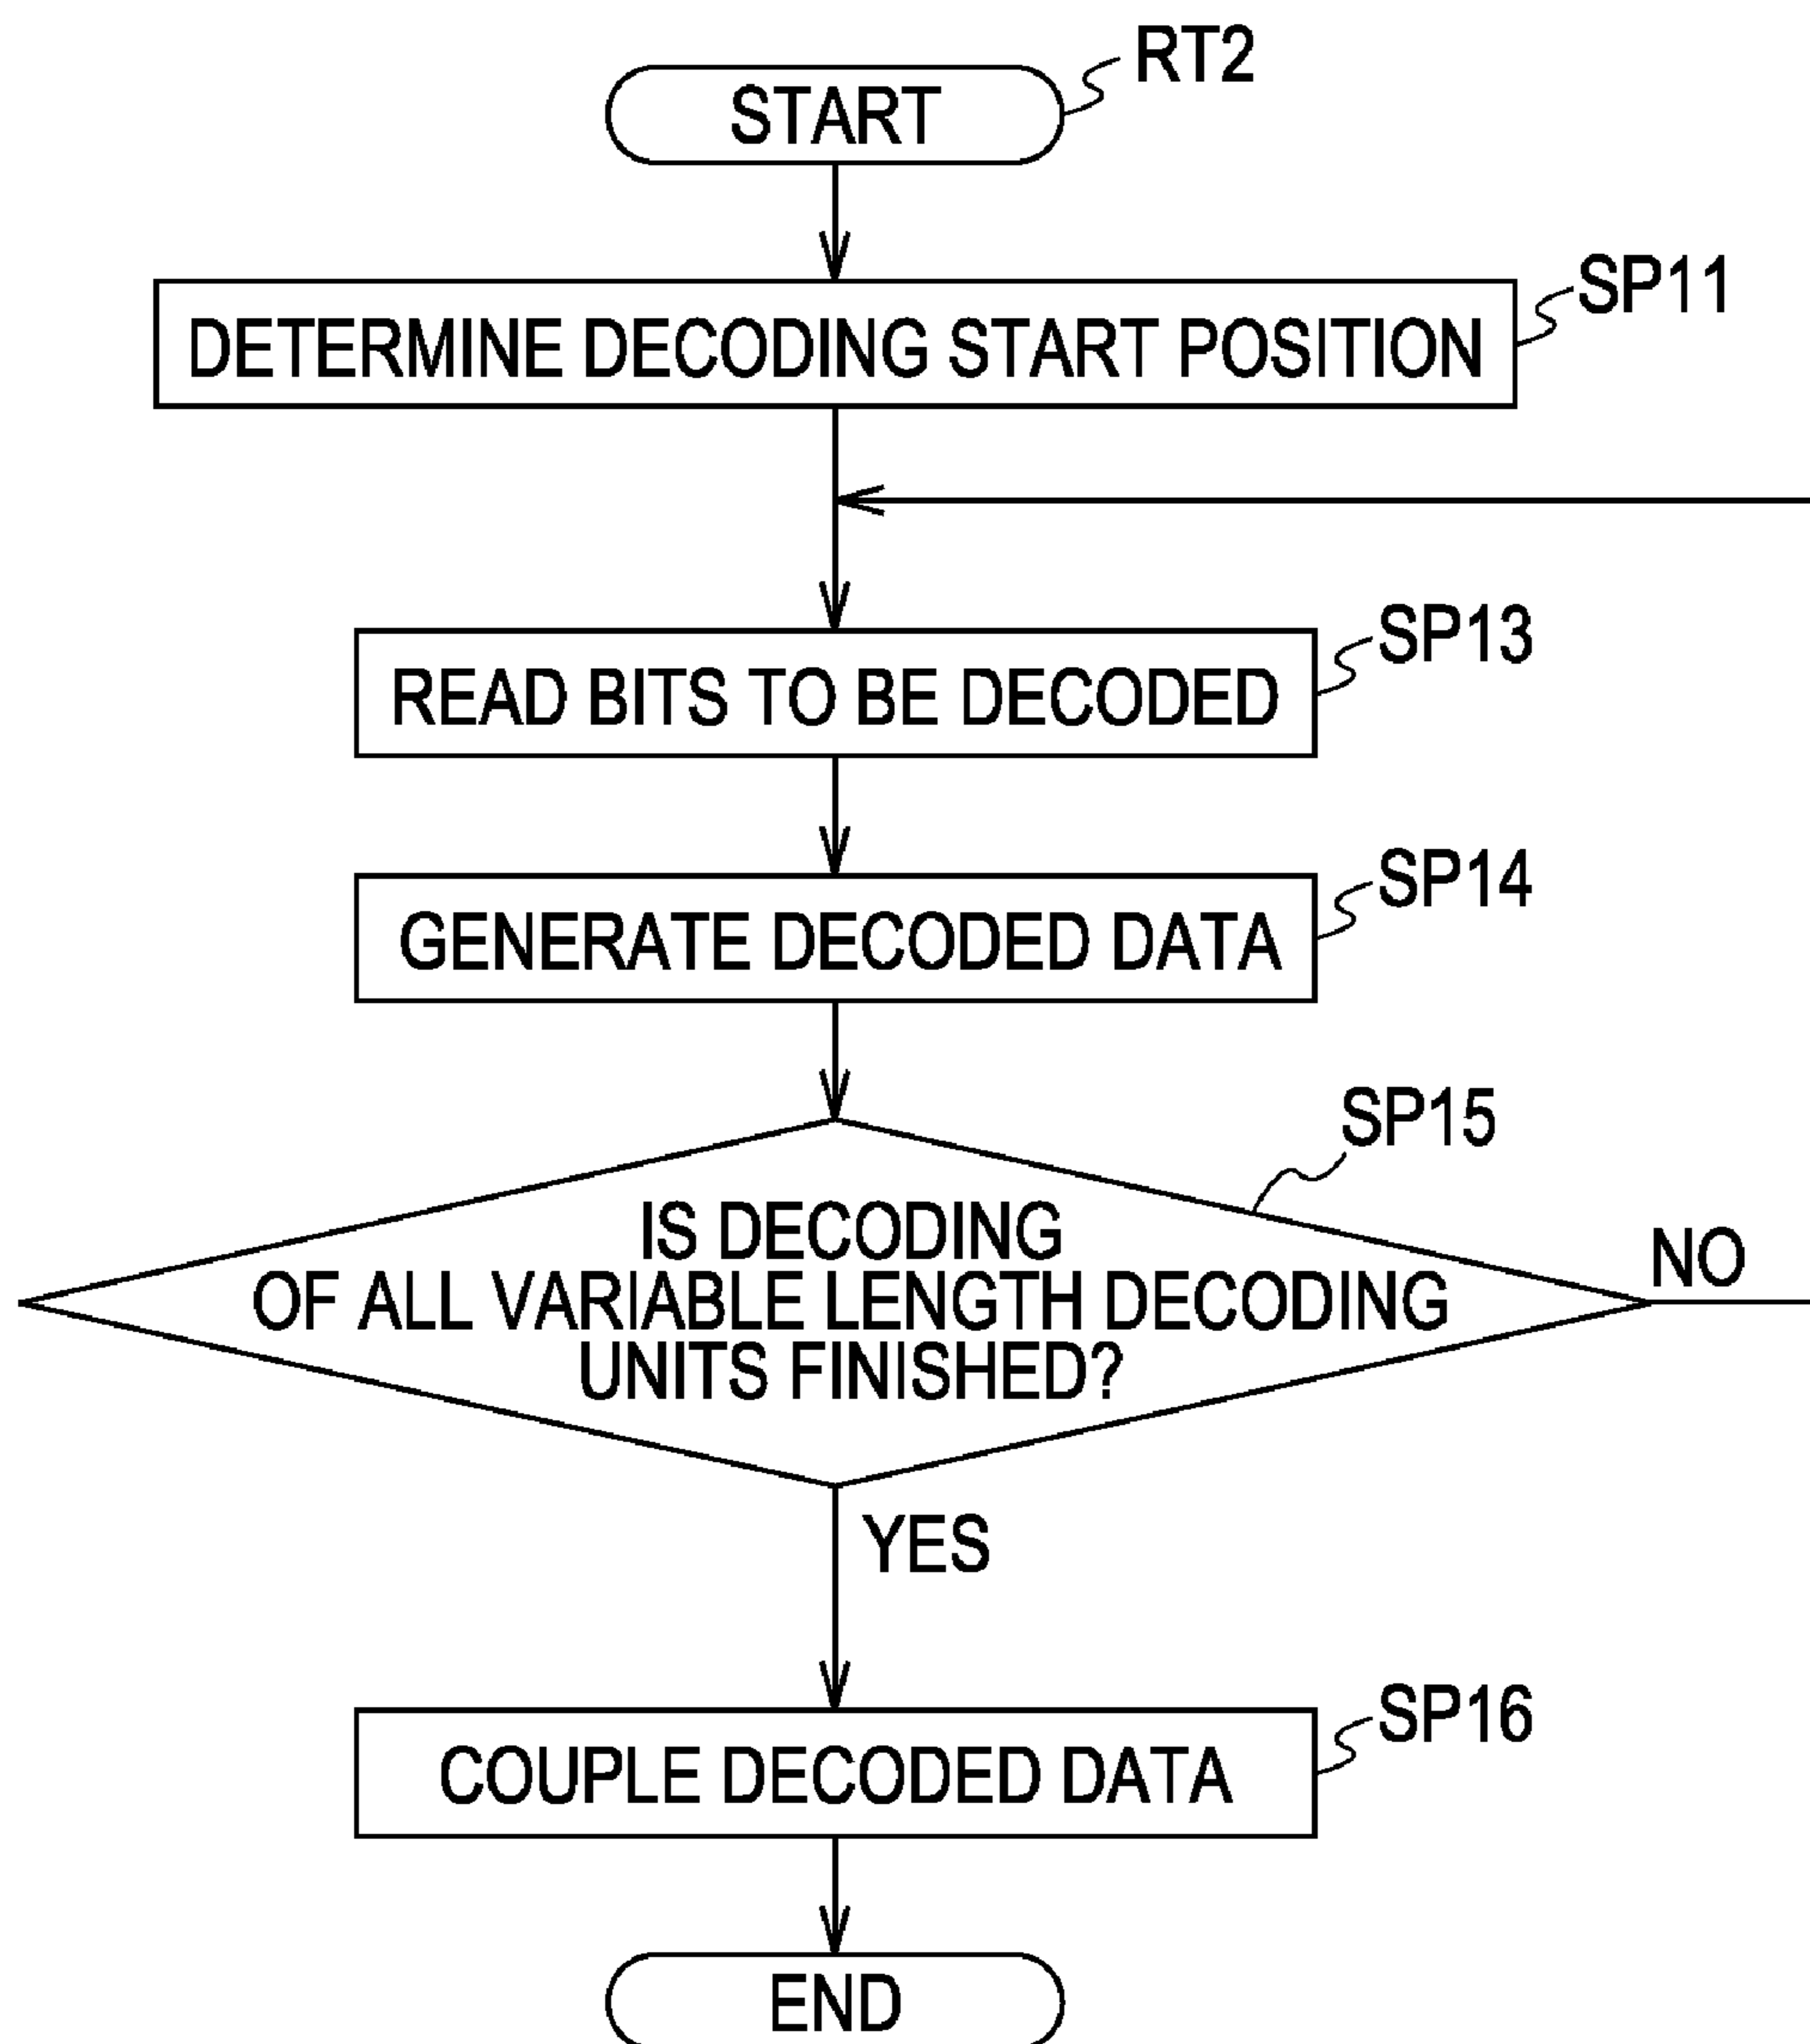 RT2
START
SP11
DETERMINE DECODING START POSITION
SP13
READ BITS TO BE DECODED
SP14
GENERATE DECODED DATA
SP15
IS DECODING
OF ALL VARIABLE LENGTH DECODING
UNITS FINISHED?
NO
YES
SP16
COUPLE DECODED DATA
END